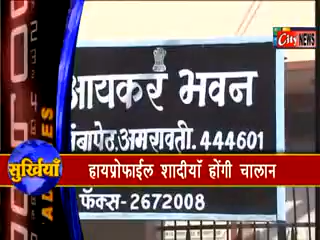 City NEWS
आयकर भवन
ंबापेठ,अमरावती.444601
सुर्खियाँ हायप्रोफाईल शादीयाँ होंगी चालान
फॅक्स-2672008